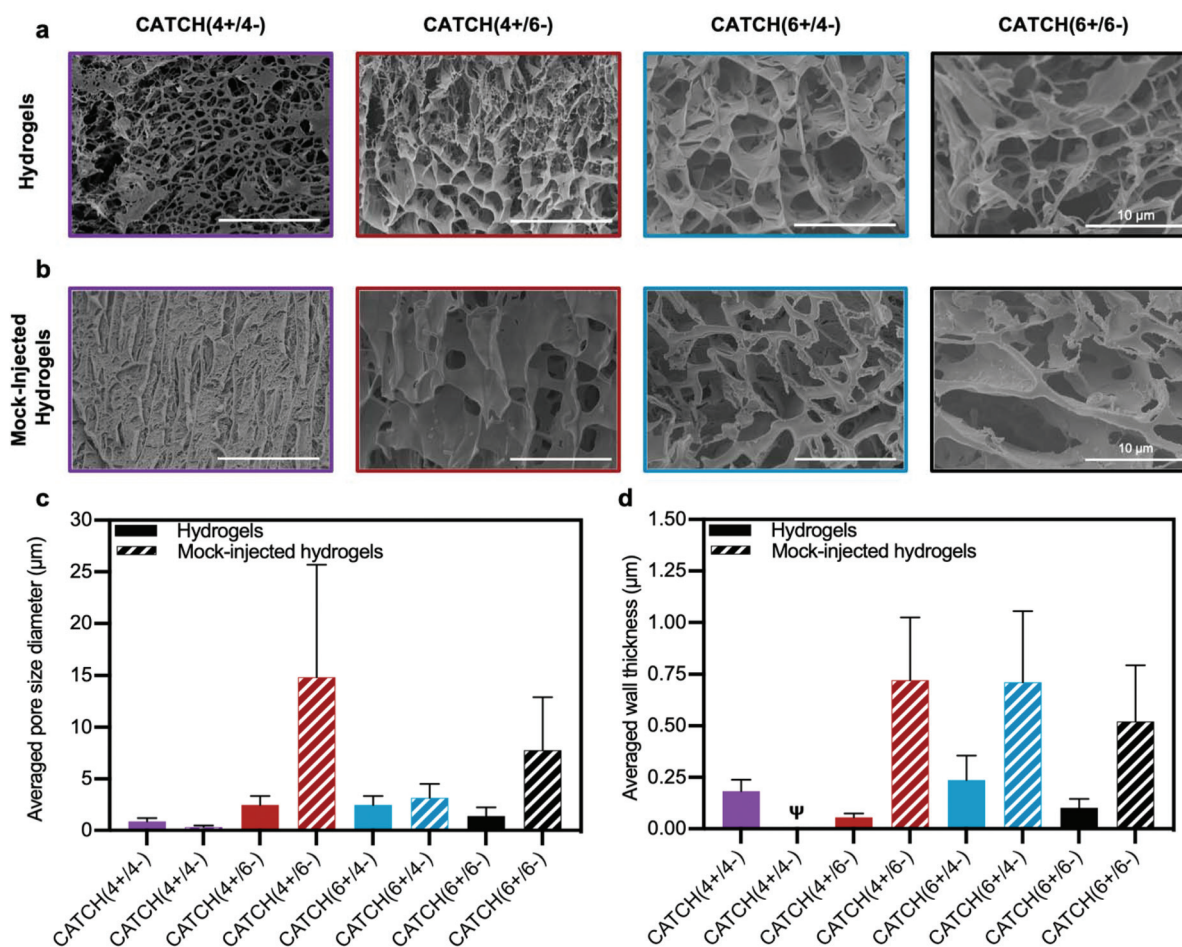 a
CATCH(4+/4-)
CATCH(4+/6-)
CATCH(6+/4-)
CATCH(6+/6-)
Hydrogels
10 µm
b
Mock-Injected
Hydrogels
10 µm
c
30
25
20
15
10
5
0
Averaged pore size diameter (µm)
Hydrogels
Mock-injected hydrogels
CATCH(4+/4-)
CATCH(4+/4-)
CATCH(4+/6-)
CATCH(4+/6-)
CATCH(6+/4-)
CATCH(6+/4-)
CATCH(6+/6-)
CATCH(6+/6-)
d
1.50
1.25
1.00
0.75
0.50
0.25
0.00
Averaged wall thickness (µm)
Hydrogels
Mock-injected hydrogels
Ψ
CATCH(4+/4-)
CATCH(4+/4-)
CATCH(4+/6-)
CATCH(4+/6-)
CATCH(6+/4-)
CATCH(6+/4-)
CATCH(6+/6-)
CATCH(6+/6-)